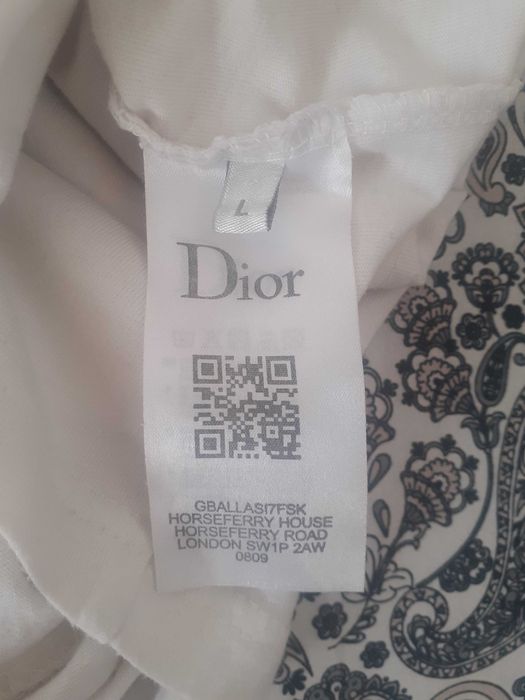 L
Dior
GBALLASI7FSK
HORSEFERRY HOUSE
HORSEFERRY ROAD
LONDON SW1P 2AW
0809